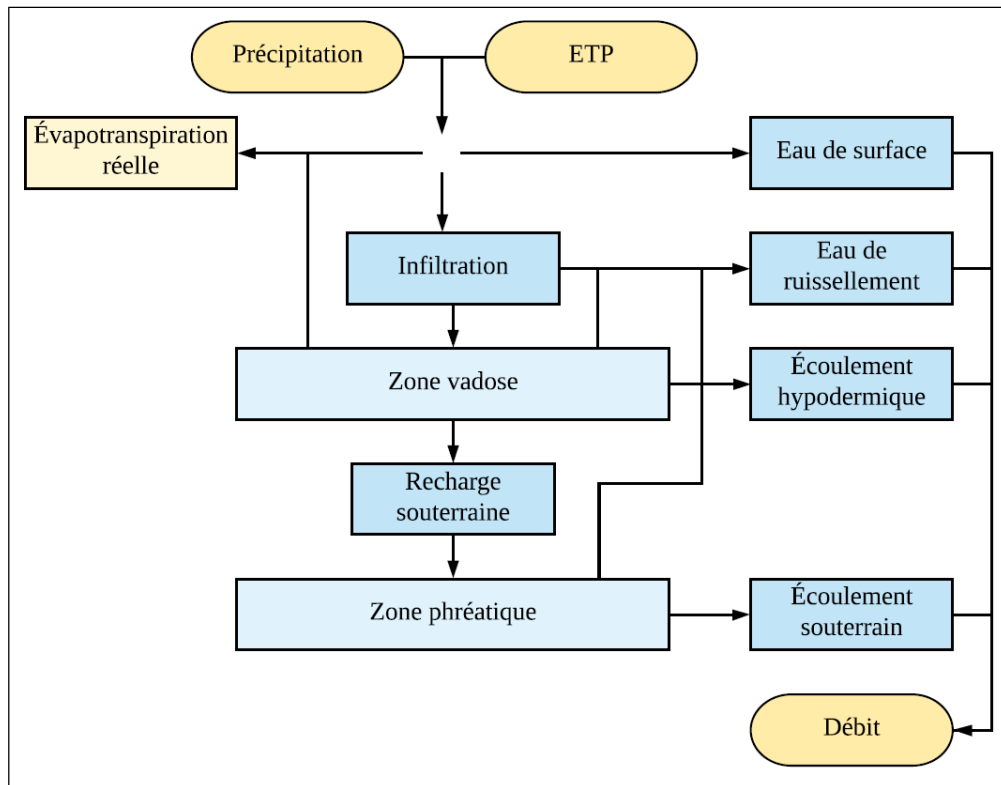 Précipitation
ETP
Évapotranspiration
réelle
Eau de surface
Infiltration
Eau de
ruissellement
Zone vadose
Écoulement
hypodermique
Recharge
souterraine
Zone phréatique
Écoulement
souterrain
Débit